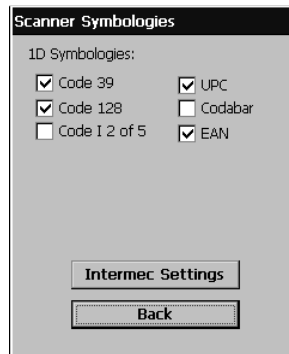 Scanner Symbologies
1D Symbologies:
Code 39 UPC
Code 128 Codabar
Code I 2 of 5 EAN
Intermec Settings
Back